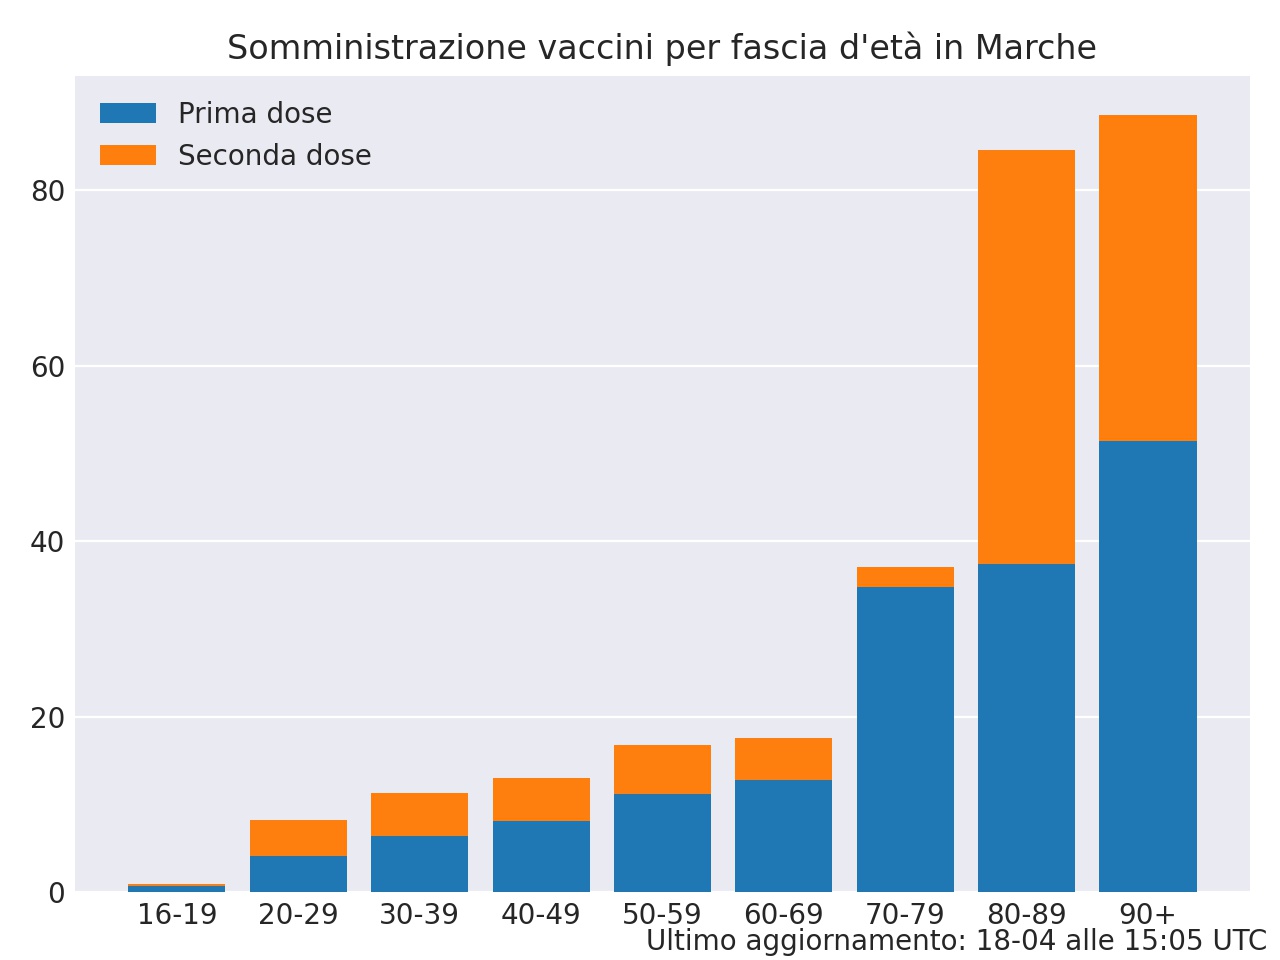 Somministrazione vaccini per fascia d'età in Marche
Prima dose
Seconda dose
80
60
40
20
0
16-19 20-29 30-39 40-49 50-59 60-69 70-79 80-89 90+
Ultimo aggiornamento: 18-04 alle 15:05 UTC